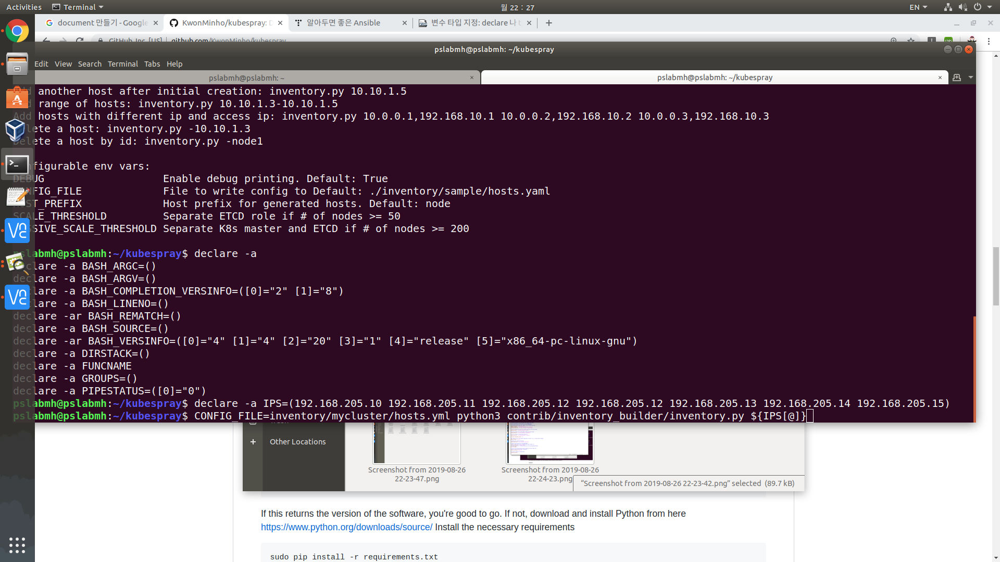 Activities Terminal 월 22 : 27 EN
document 만들기 - Google KwonMinho/kubespray: D 알아두면 좋은 Ansible 변수 타입 지정: declare 나 t
GitHub, Inc. [US] | github.com/KwonMinho/kubespray
pslabmh@pslabmh: ~/kubespray
Edit View Search Terminal Tabs Help
pslabmh@pslabmh: ~ pslabmh@pslabmh: ~/kubespray
another host after initial creation: inventory.py 10.10.1.5
range of hosts: inventory.py 10.10.1.3-10.10.1.5
Add hosts with different ip and access ip: inventory.py 10.0.0.1,192.168.10.1 10.0.0.2,192.168.10.2 10.0.0.3,192.168.10.3
lete a host: inventory.py -10.10.1.3
Delete a host by id: inventory.py -node1
figurable env vars:
DEBUG Enable debug printing. Default: True
FIG_FILE File to write config to Default: ./inventory/sample/hosts.yaml
ST_PREFIX Host prefix for generated hosts. Default: node
SCALE_THRESHOLD Separate ETCD role if # of nodes >= 50
SSIVE_SCALE_THRESHOLD Separate K8s master and ETCD if # of nodes >= 200
pslabmh@pslabmh:~/kubespray$ declare -a
clare -a BASH_ARGC=()
declare -a BASH_ARGV=()
clare -a BASH_COMPLETION_VERSINFO=([0]="2" [1]="8")
clare -a BASH_LINENO=()
declare -ar BASH_REMATCH=()
declare -a BASH_SOURCE=()
declare -ar BASH_VERSINFO=([0]="4" [1]="4" [2]="20" [3]="1" [4]="release" [5]="x86_64-pc-linux-gnu")
declare -a DIRSTACK=()
declare -a FUNCNAME
declare -a GROUPS=()
declare -a PIPESTATUS=([0]="0")
pslabmh@pslabmh:~/kubespray$ declare -a IPS=(192.168.205.10 192.168.205.11 192.168.205.12 192.168.205.12 192.168.205.13 192.168.205.14 192.168.205.15)
pslabmh@pslabmh:~/kubespray$ CONFIG_FILE=inventory/mycluster/hosts.yml python3 contrib/inventory_builder/inventory.py ${IPS[@]}
+ Other Locations
Screenshot from 2019-08-26 22-23-47.png
Screenshot from 2019-08-26 22-24-23.png
“Screenshot from 2019-08-26 22-23-42.png” selected (89.7 kB)
If this returns the version of the software, you're good to go. If not, download and install Python from here
https://www.python.org/downloads/source/ Install the necessary requirements
sudo pip install -r requirements.txt